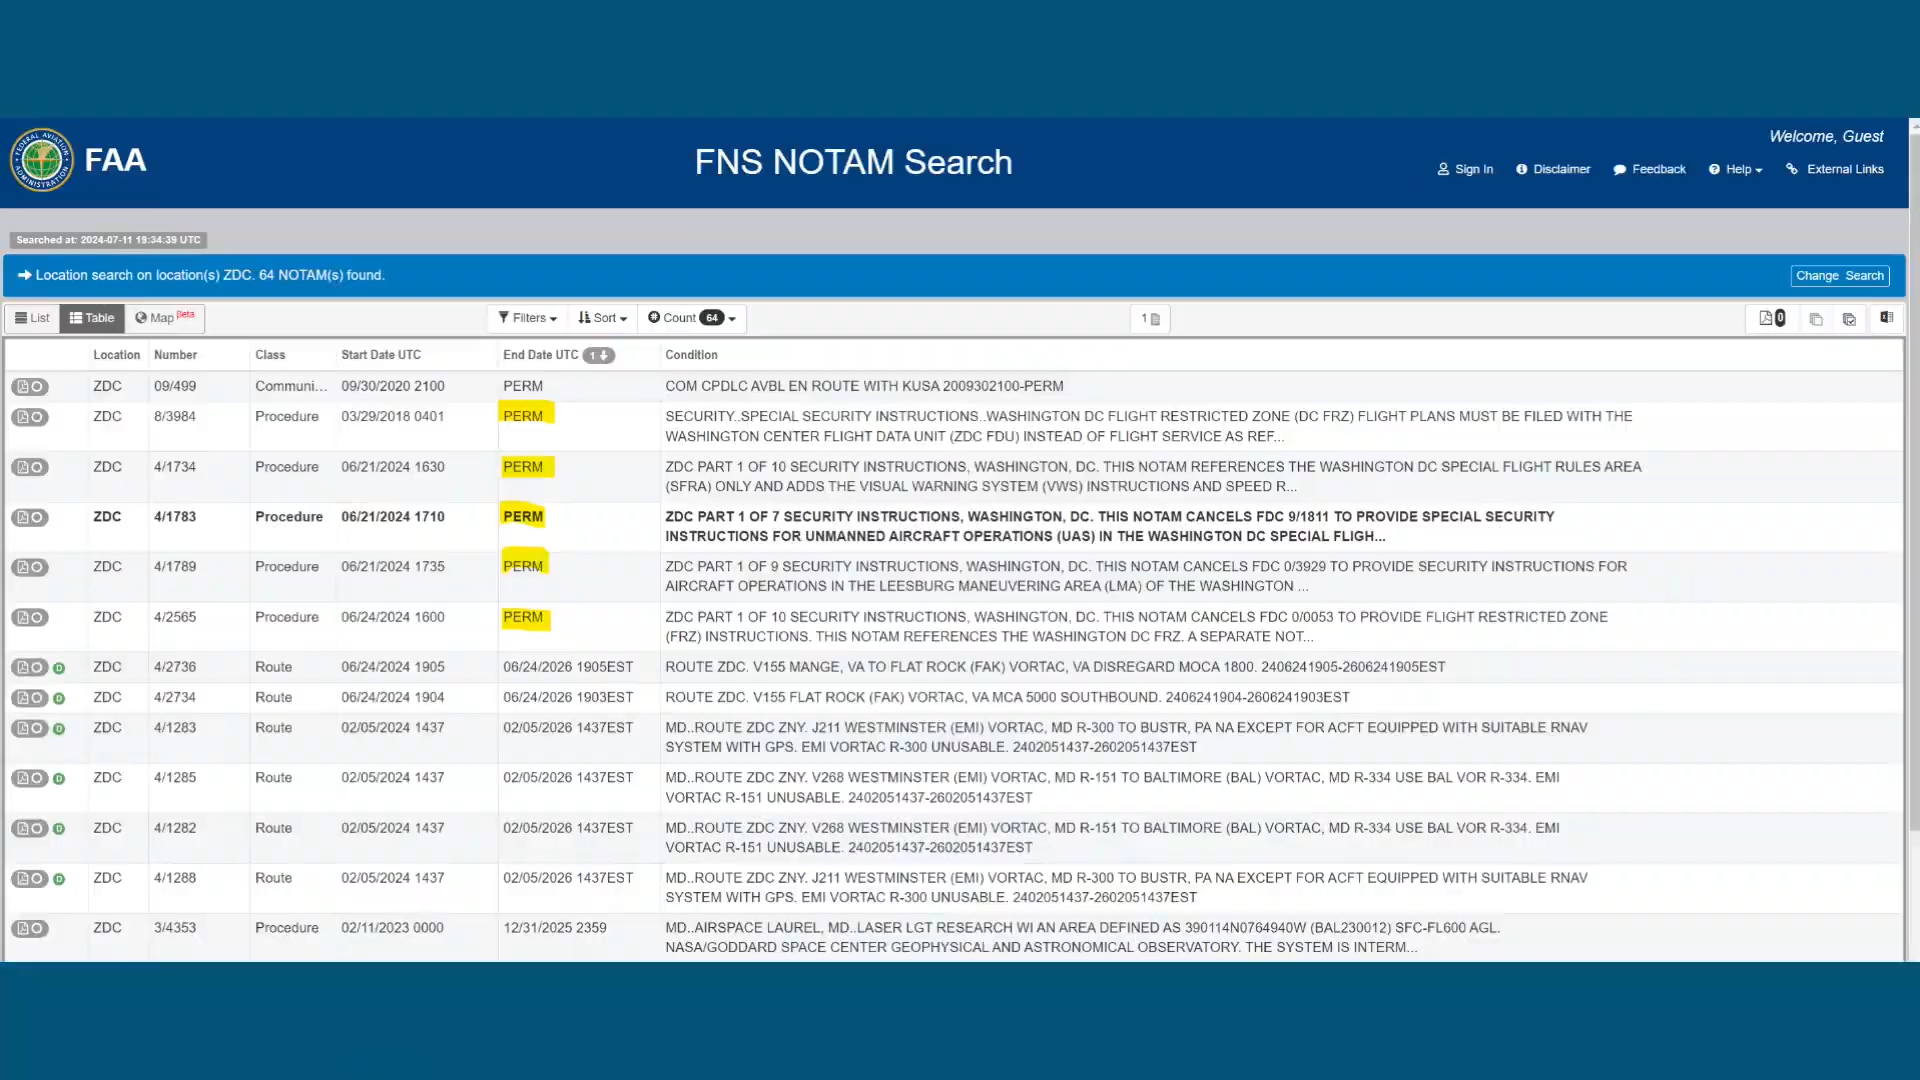 Welcome, Guest
FAA
FNS NOTAM Search
Sign In Disclaimer Feedback Help External Links
Searched at: 2024-07-11 19:34:39 UTC
Location search on location(s) ZDC. 64 NOTAM(s) found.
Change Search
List Table Map Beta Filters Sort Count 64 1 0
Location Number Class Start Date UTC End Date UTC 1 Condition
ZDC 09/499 Communi... 09/30/2020 2100 PERM COM CPDLC AVBL EN ROUTE WITH KUSA 2009302100-PERM
ZDC 8/3984 Procedure 03/29/2018 0401 PERM SECURITY..SPECIAL SECURITY INSTRUCTIONS..WASHINGTON DC FLIGHT RESTRICTED ZONE (DC FRZ) FLIGHT PLANS MUST BE FILED WITH THE
WASHINGTON CENTER FLIGHT DATA UNIT (ZDC FDU) INSTEAD OF FLIGHT SERVICE AS REF...
ZDC 4/1734 Procedure 06/21/2024 1630 PERM ZDC PART 1 OF 10 SECURITY INSTRUCTIONS, WASHINGTON, DC. THIS NOTAM REFERENCES THE WASHINGTON DC SPECIAL FLIGHT RULES AREA
(SFRA) ONLY AND ADDS THE VISUAL WARNING SYSTEM (VWS) INSTRUCTIONS AND SPEED R...
ZDC 4/1783 Procedure 06/21/2024 1710 PERM ZDC PART 1 OF 7 SECURITY INSTRUCTIONS, WASHINGTON, DC. THIS NOTAM CANCELS FDC 9/1811 TO PROVIDE SPECIAL SECURITY
INSTRUCTIONS FOR UNMANNED AIRCRAFT OPERATIONS (UAS) IN THE WASHINGTON DC SPECIAL FLIGH...
ZDC 4/1789 Procedure 06/21/2024 1735 PERM ZDC PART 1 OF 9 SECURITY INSTRUCTIONS, WASHINGTON, DC. THIS NOTAM CANCELS FDC 0/3929 TO PROVIDE SECURITY INSTRUCTIONS FOR
AIRCRAFT OPERATIONS IN THE LEESBURG MANEUVERING AREA (LMA) OF THE WASHINGTON ...
ZDC 4/2565 Procedure 06/24/2024 1600 PERM ZDC PART 1 OF 10 SECURITY INSTRUCTIONS, WASHINGTON, DC. THIS NOTAM CANCELS FDC 0/0053 TO PROVIDE FLIGHT RESTRICTED ZONE
(FRZ) INSTRUCTIONS. THIS NOTAM REFERENCES THE WASHINGTON DC FRZ. A SEPARATE NOT...
D ZDC 4/2736 Route 06/24/2024 1905 06/24/2026 1905EST ROUTE ZDC. V155 MANGE, VA TO FLAT ROCK (FAK) VORTAC, VA DISREGARD MOCA 1800. 2406241905-2606241905EST
D ZDC 4/2734 Route 06/24/2024 1904 06/24/2026 1903EST ROUTE ZDC. V155 FLAT ROCK (FAK) VORTAC, VA MCA 5000 SOUTHBOUND. 2406241904-2606241903EST
D ZDC 4/1283 Route 02/05/2024 1437 02/05/2026 1437EST MD..ROUTE ZDC ZNY. J211 WESTMINSTER (EMI) VORTAC, MD R-300 TO BUSTR, PA NA EXCEPT FOR ACFT EQUIPPED WITH SUITABLE RNAV
SYSTEM WITH GPS. EMI VORTAC R-300 UNUSABLE. 2402051437-2602051437EST
D ZDC 4/1285 Route 02/05/2024 1437 02/05/2026 1437EST MD..ROUTE ZDC ZNY. V268 WESTMINSTER (EMI) VORTAC, MD R-151 TO BALTIMORE (BAL) VORTAC, MD R-334 USE BAL VOR R-334. EMI
VORTAC R-151 UNUSABLE. 2402051437-2602051437EST
D ZDC 4/1282 Route 02/05/2024 1437 02/05/2026 1437EST MD..ROUTE ZDC ZNY. V268 WESTMINSTER (EMI) VORTAC, MD R-151 TO BALTIMORE (BAL) VORTAC, MD R-334 USE BAL VOR R-334. EMI
VORTAC R-151 UNUSABLE. 2402051437-2602051437EST
D ZDC 4/1288 Route 02/05/2024 1437 02/05/2026 1437EST MD..ROUTE ZDC ZNY. J211 WESTMINSTER (EMI) VORTAC, MD R-300 TO BUSTR, PA NA EXCEPT FOR ACFT EQUIPPED WITH SUITABLE RNAV
SYSTEM WITH GPS. EMI VORTAC R-300 UNUSABLE. 2402051437-2602051437EST
ZDC 3/4353 Procedure 02/11/2023 0000 12/31/2025 2359 MD..AIRSPACE LAUREL, MD..LASER LGT RESEARCH WI AN AREA DEFINED AS 390114N0764940W (BAL230012) SFC-FL600 AGL.
NASA/GODDARD SPACE CENTER GEOPHYSICAL AND ASTRONOMICAL OBSERVATORY. THE SYSTEM IS INTERM...